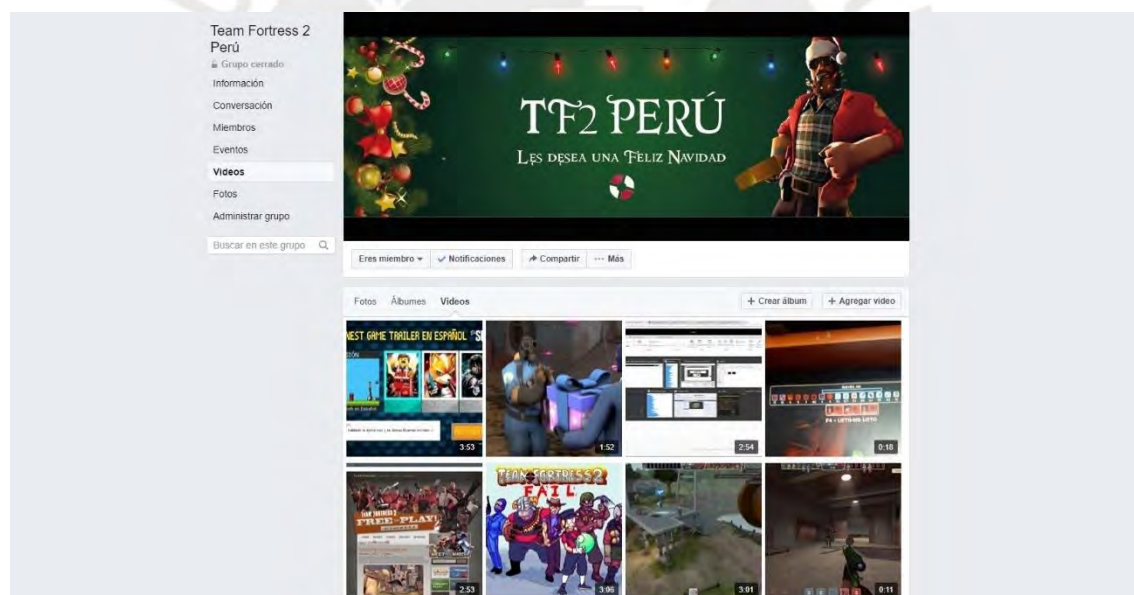 Team Fortress 2
Perú
Grupo cerrado
Información
Conversación
Miembros
Eventos
Videos
Fotos
Administrar grupo
Buscar en este grupo
TF2 PERÚ
LES DESEA UNA FELIZ NAVIDAD
Eres miembro
Notificaciones
Compartir
Más
Fotos Álbumes Videos
+ Crear álbum + Agregar video
NEST GAME TRAILER EN ESPAÑOL
3:53
1:52
2:54
0:18
TEAM FORTRESS 2
FREE-PLAY!
2:53
TEAM FORTRESS 2
FAIL
3:06
3:01
0:11